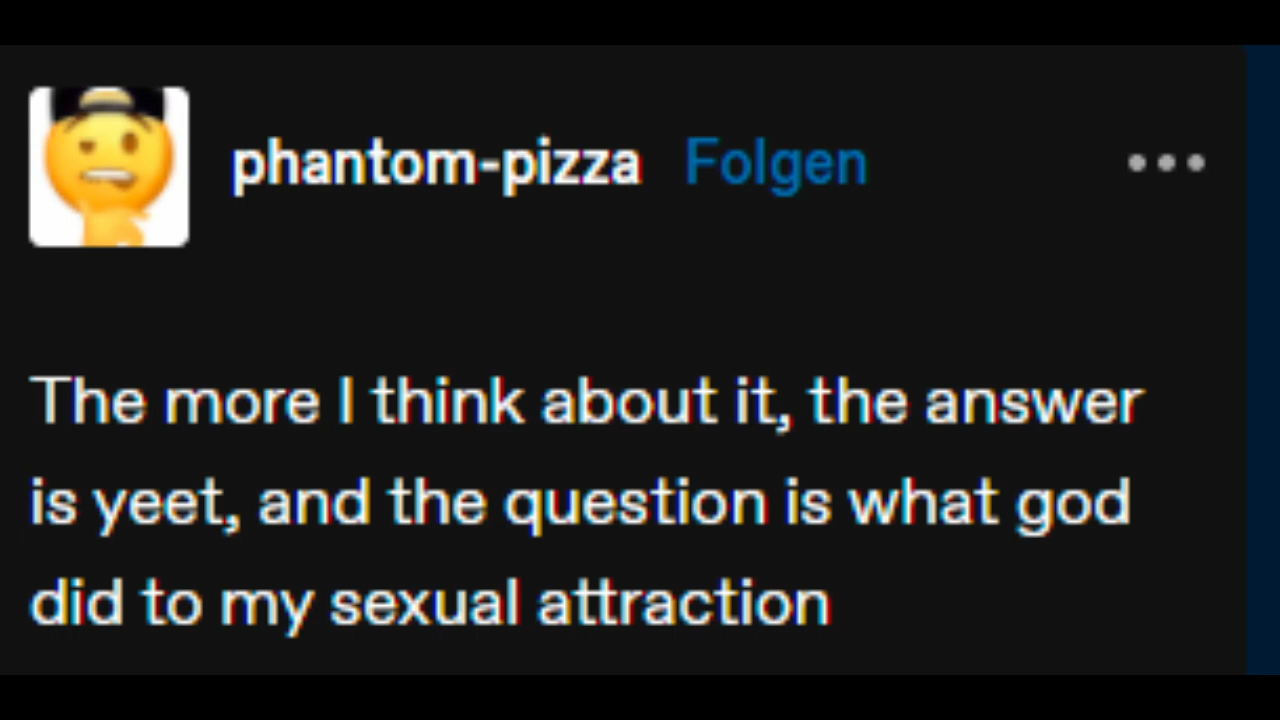 phantom-pizza Folgen
The more I think about it, the answer
is yeet, and the question is what god
did to my sexual attraction